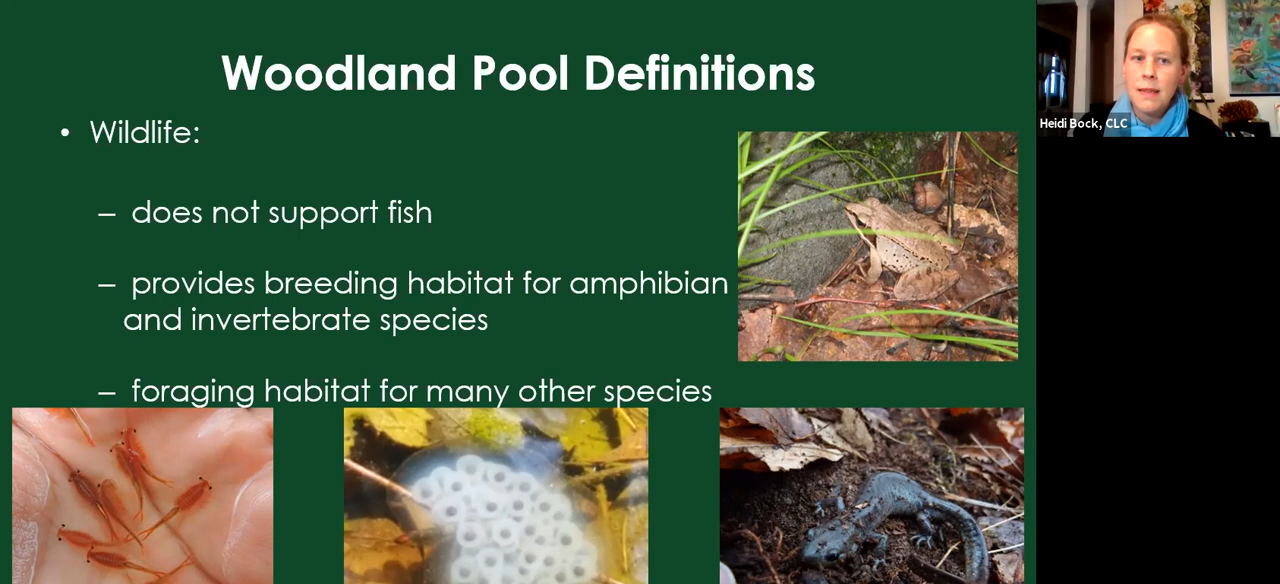 Woodland Pool Definitions
• Wildlife:
– does not support fish
– provides breeding habitat for amphibian
and invertebrate species
– foraging habitat for many other species
Heidi Bock, CLC